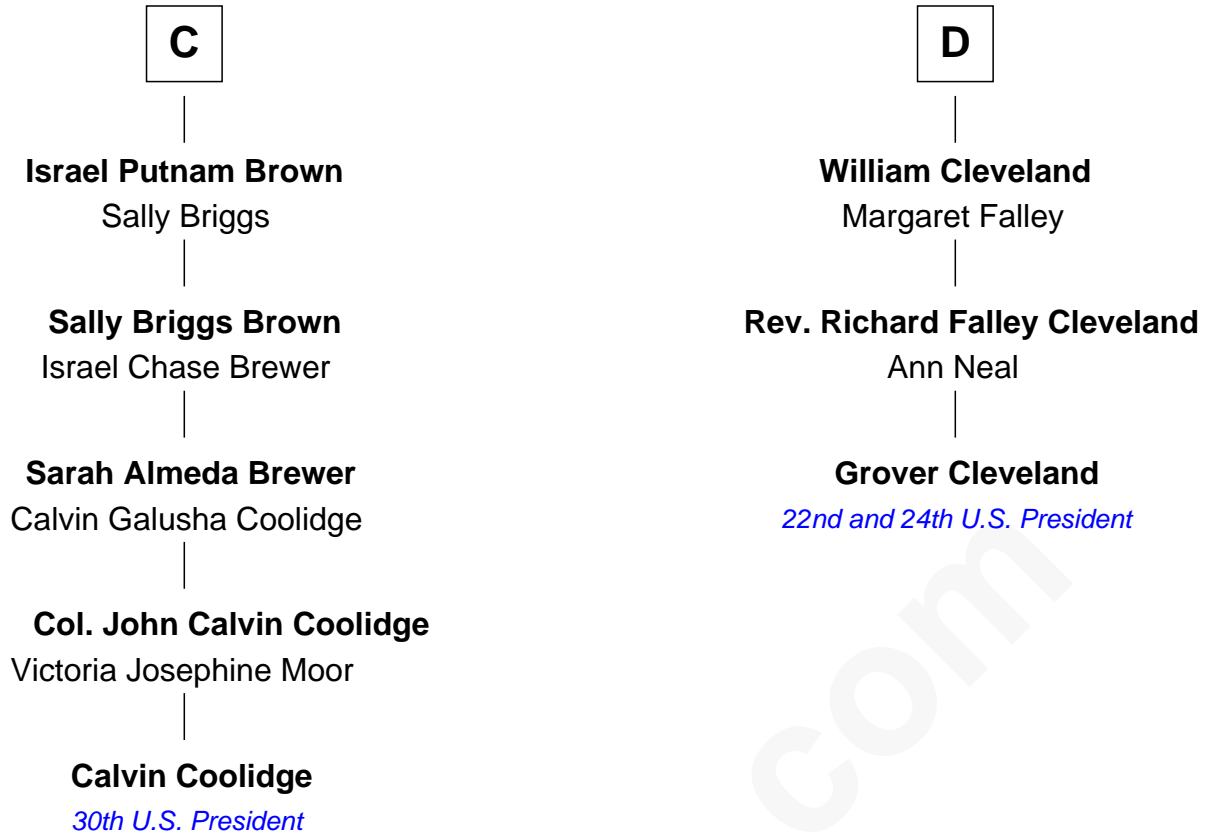 C
Israel Putnam Brown
Sally Briggs
Sally Briggs Brown
Israel Chase Brewer
Sarah Almeda Brewer
Calvin Galusha Coolidge
Col. John Calvin Coolidge
Victoria Josephine Moor
Calvin Coolidge
30th U.S. President
D
William Cleveland
Margaret Falley
Rev. Richard Falley Cleveland
Ann Neal
Grover Cleveland
22nd and 24th U.S. President
com